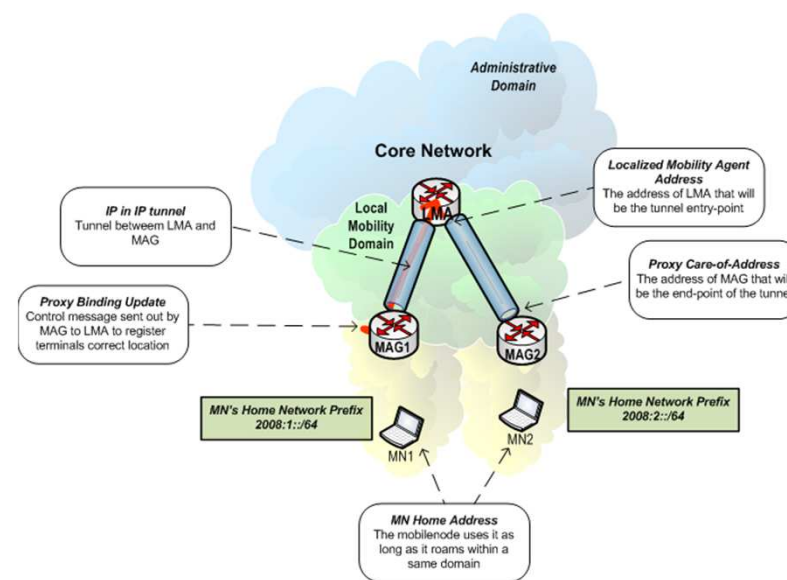 Administrative
Domain
Core Network
LMA
Local
Mobility
Domain
Localized Mobility Agent
Address
The address of LMA that will
be the tunnel entry-point
IP in IP tunnel
Tunnel betweem LMA and
MAG
Proxy Care-of-Address
The address of MAG that wil
be the end-point of the tunne
Proxy Binding Update
Control message sent out by
MAG to LMA to register
terminals correct location
MAG1
MAG2
MN's Home Network Prefix
2008:1::/64
MN's Home Network Prefix
2008:2::/64
MN1
MN2
MN Home Address
The mobilenode uses it as
long as it roams within a
same domain